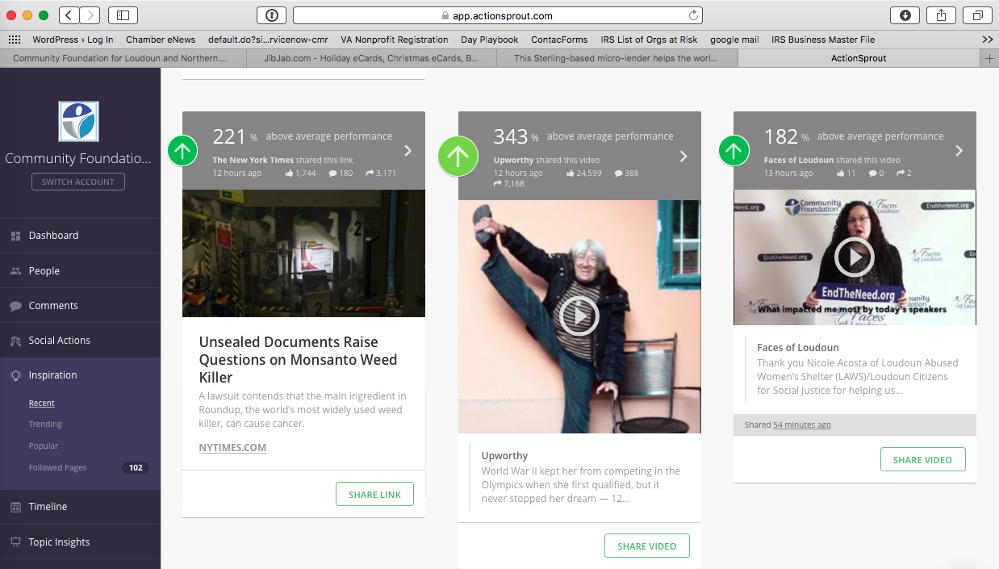 app.actionsprout.com
WordPress › Log In
Chamber eNews
default.do?si...rvicenow-cmr
VA Nonprofit Registration
Day Playbook
ContacForms
IRS List of Orgs at Risk
google mail
IRS Business Master File
Community Foundation for Loudoun and Northern....
JibJab.com - Holiday eCards, Christmas eCards, B...
This Sterling-based micro-lender helps the worl...
ActionSprout
Community Foundatio...
SWITCH ACCOUNT
Dashboard
People
Comments
Social Actions
Inspiration
Recent
Trending
Popular
Followed Pages 102
Timeline
Topic Insights
221 % above average performance
The New York Times shared this link
12 hours ago 1,744 180 3,171
Roundup
2
2
Unsealed Documents Raise
Questions on Monsanto Weed
Killer
A lawsuit contends that the main ingredient in
Roundup, the world's most widely used weed
killer, can cause cancer.
NYTIMES.COM
SHARE LINK
343 % above average performance
Upworthy shared this video
12 hours ago 24,599 388
7,168
Upworthy
World War II kept her from competing in the
Olympics when she first qualified, but it
never stopped her dream — 12...
SHARE VIDEO
182 % above average performance
Faces of Loudoun shared this video
13 hours ago 11 0 2
Need.org
Community
Foundation
Faces
Loudoun
EndtheNeed.org
EndtheNeed.org
Faces
of Loudoun
EndTheNeed.org
What impacted me most by today's speakers
Faces of Loudoun
Thank you Nicole Acosta of Loudoun Abused
Women's Shelter (LAWS)/Loudoun Citizens
for Social Justice for helping us...
Shared 54 minutes ago
SHARE VIDEO